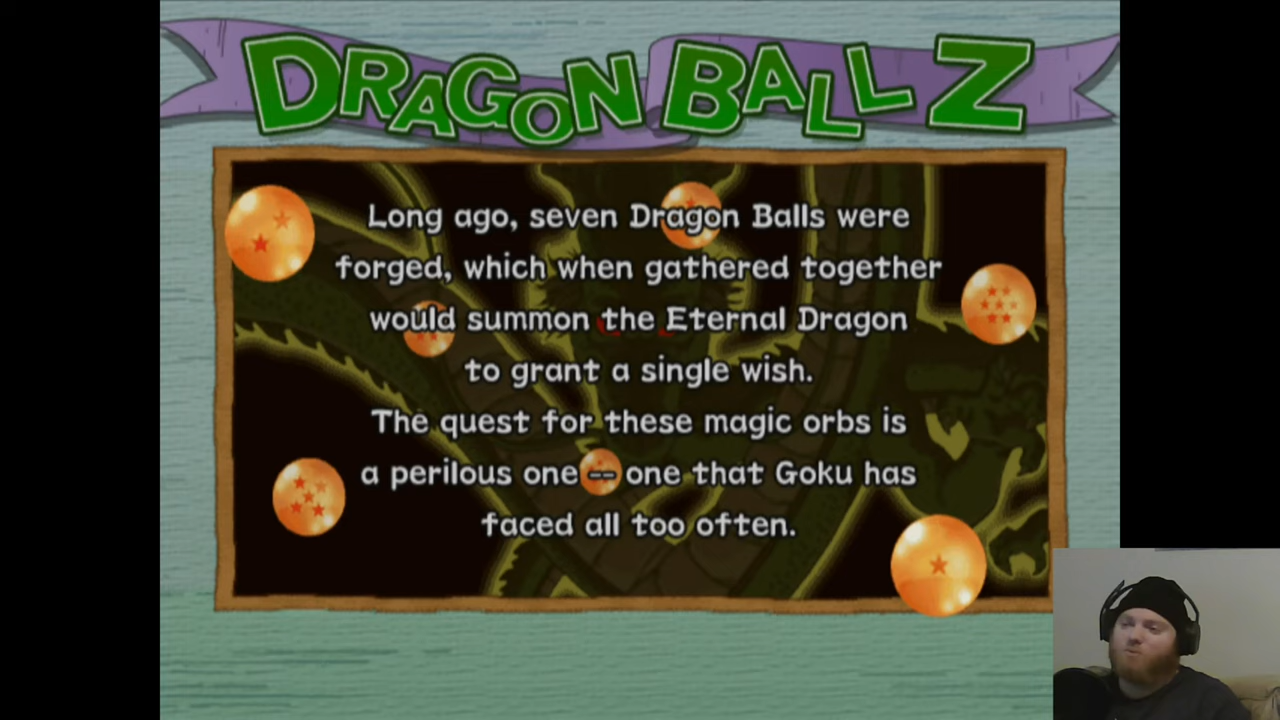 DRAGON BALL Z
Long ago, seven Dragon Balls were
forged, which when gathered together
would summon the Eternal Dragon
to grant a single wish.
The quest for these magic orbs is
a perilous one -- one that Goku has
faced all too often.